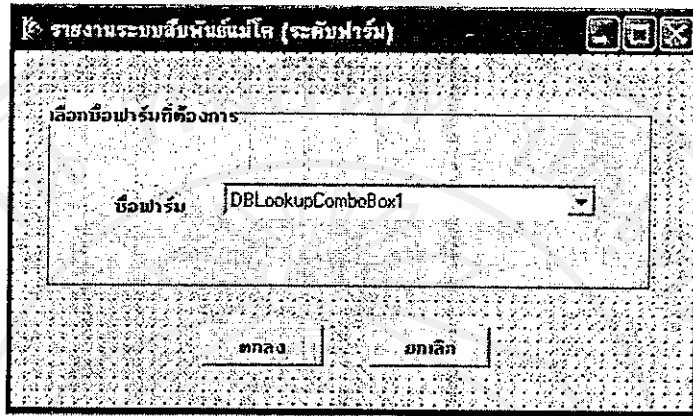 รายงานระบบสืบพันธุ์แม่โค (ระดับฟาร์ม)
เลือกชื่อฟาร์มที่ต้องการ
ชื่อฟาร์ม DBLookupComboBox1
ตกลง ยกเลิก